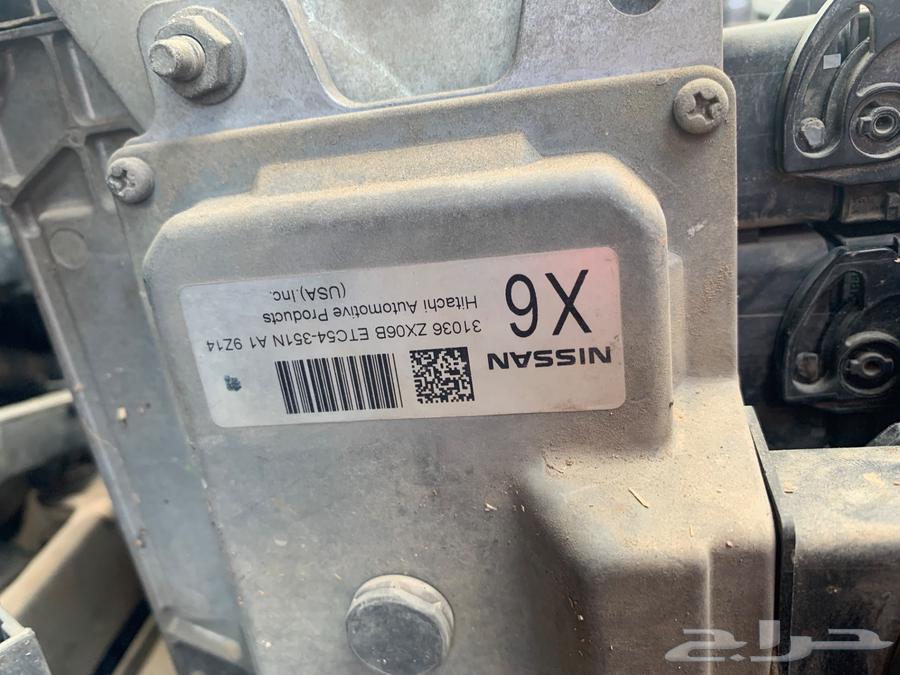 NISSAN
X6
31036 ZX06B ETC54-351N A1 9Z14
Hitachi Automotive Products
(USA),Inc.
حراج